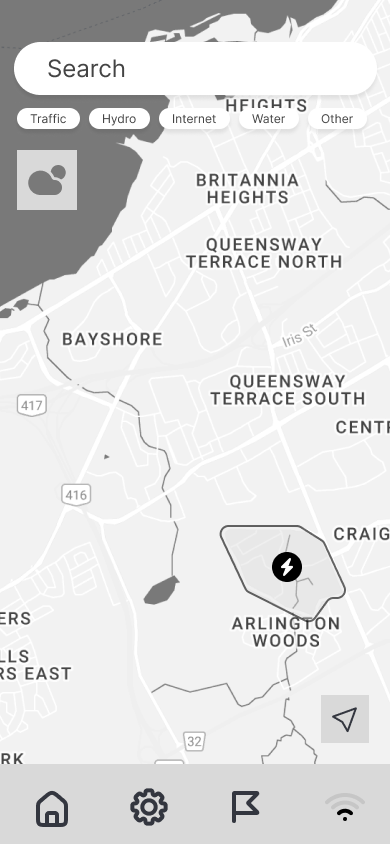 Search
Traffic Hydro Internet Water Other
HEIGHTS
BRITANNIA
HEIGHTS
QUEENSWAY
TERRACE NORTH
Iris St
BAYSHORE
QUEENSWAY
TERRACE SOUTH
417
CENT
416
CRAIG
ERS
ARLINGTON
WOODS
LLS
RS EAST
32
RK